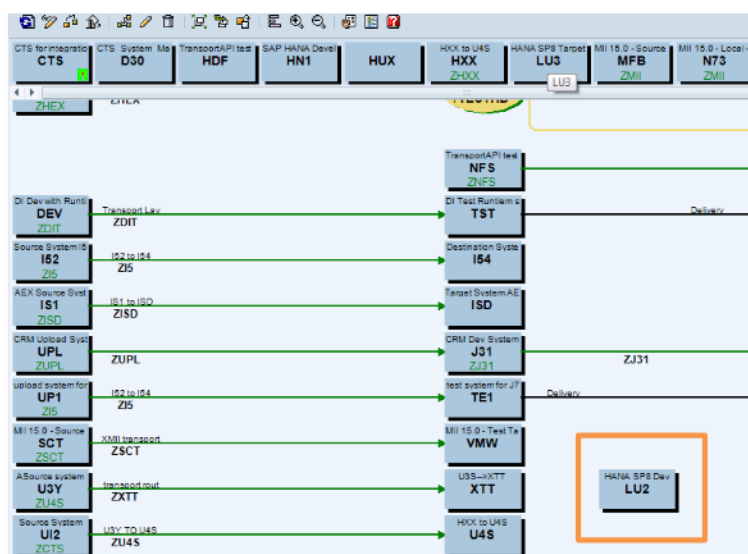 CTS for integratio
CTS
CTS System Ma
D30
TransportAPI test
HDF
SAP HANA Devel
HN1
HUX
HXX to U4S
HXX
ZHXX
HANA SP8 Target
LU3
MII 15.0 - Source
MFB
ZMII
MII 15.0 - Local
N73
ZMII
LU3
ZHEX
ZHEX
TransportAPI test
NFS
ZNFS
DI Dev with Runti
DEV
ZDIT
Transport Lay
ZDIT
DI Test Runtiem s
TST
Delivery
Source System I5
I52
ZI5
I52 to I54
ZI5
Destination Syste
I54
AEX Source Syst
IS1
ZISD
IS1 to ISD
ZISD
Target System AE
ISD
CRM Upload Syst
UPL
ZUPL
ZUPL
CRM Dev System
J31
ZJ31
ZJ31
upload system for
UP1
ZI5
I52 to I54
ZI5
test system for J7
TE1
Delivery
MII 15.0 - Source
SCT
ZSCT
XMII transport
ZSCT
MII 15.0 - Test Ta
VMW
ASource system
U3Y
ZU4S
transport rout
ZXTT
U3S-->XTT
XTT
HANA SP8 Dev
LU2
Source System
UI2
ZCTS
U3Y TO U4S
ZU4S
HXX to U4S
U4S